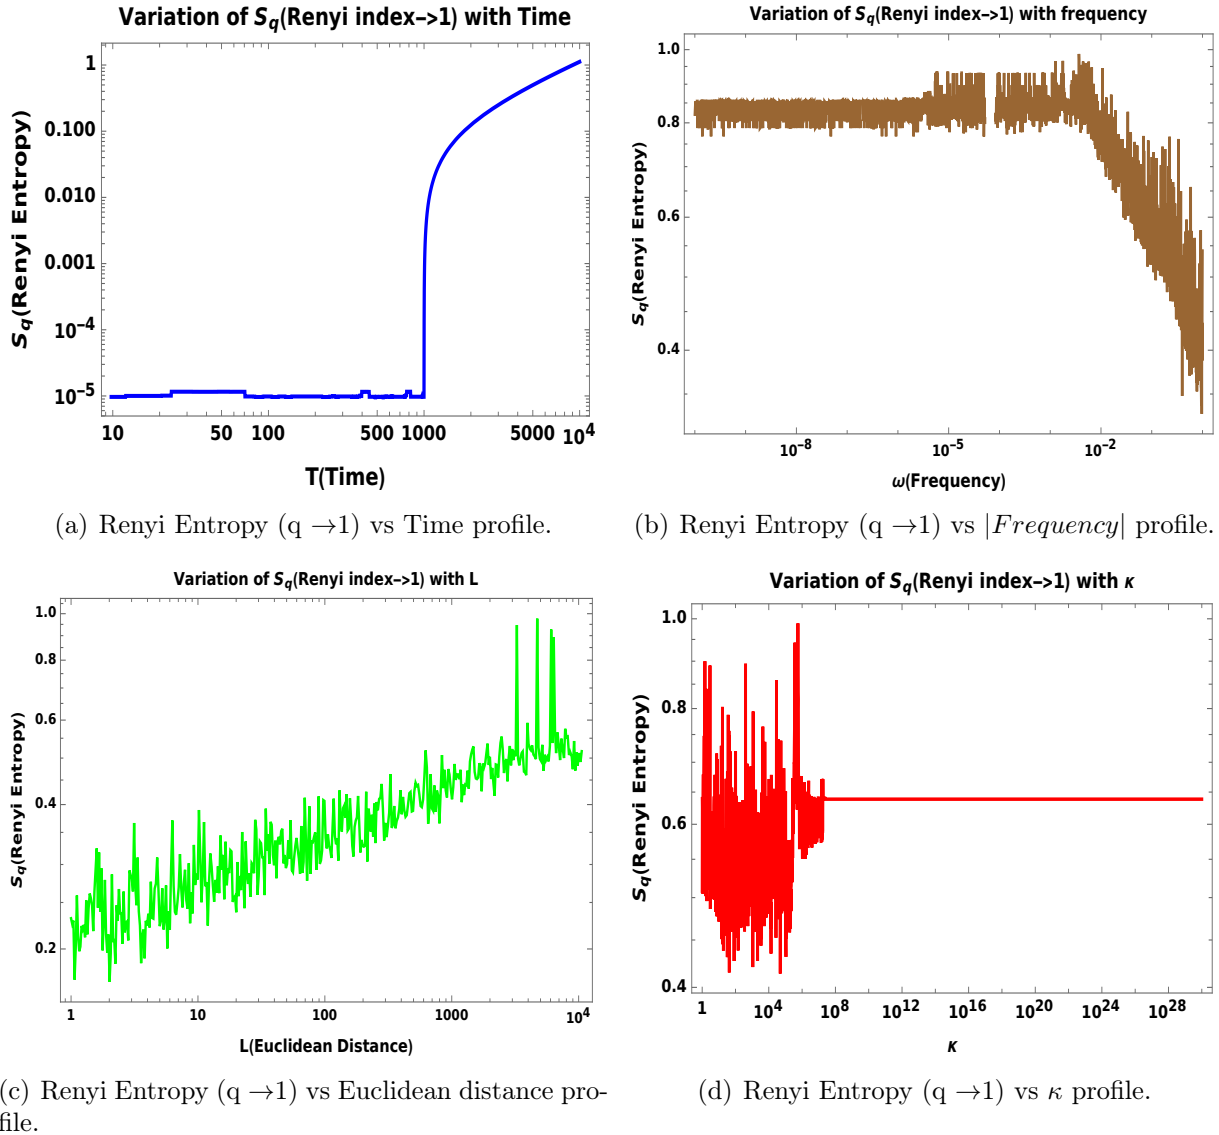 Variation of S_q(Renyi index->1) with Time
S_q(Renyi Entropy)
1
0.100
0.010
0.001
10^-4
10^-5
10 50 100 500 1000 5000 10^4
T(Time)
(a) Renyi Entropy (q →1) vs Time profile.
Variation of S_q(Renyi index->1) with frequency
S_q(Renyi Entropy)
1.0
0.8
0.6
0.4
10^-8 10^-5 10^-2
ω(Frequency)
(b) Renyi Entropy (q →1) vs |Frequency| profile.
Variation of S_q(Renyi index->1) with L
S_q(Renyi Entropy)
1.0
0.8
0.6
0.4
0.2
1 10 100 1000 10^4
L(Euclidean Distance)
(c) Renyi Entropy (q →1) vs Euclidean distance pro-
file.
Variation of S_q(Renyi index->1) with κ
S_q(Renyi Entropy)
1.0
0.8
0.6
0.4
1 10^4 10^8 10^12 10^16 10^20 10^24 10^28
κ
(d) Renyi Entropy (q →1) vs κ profile.